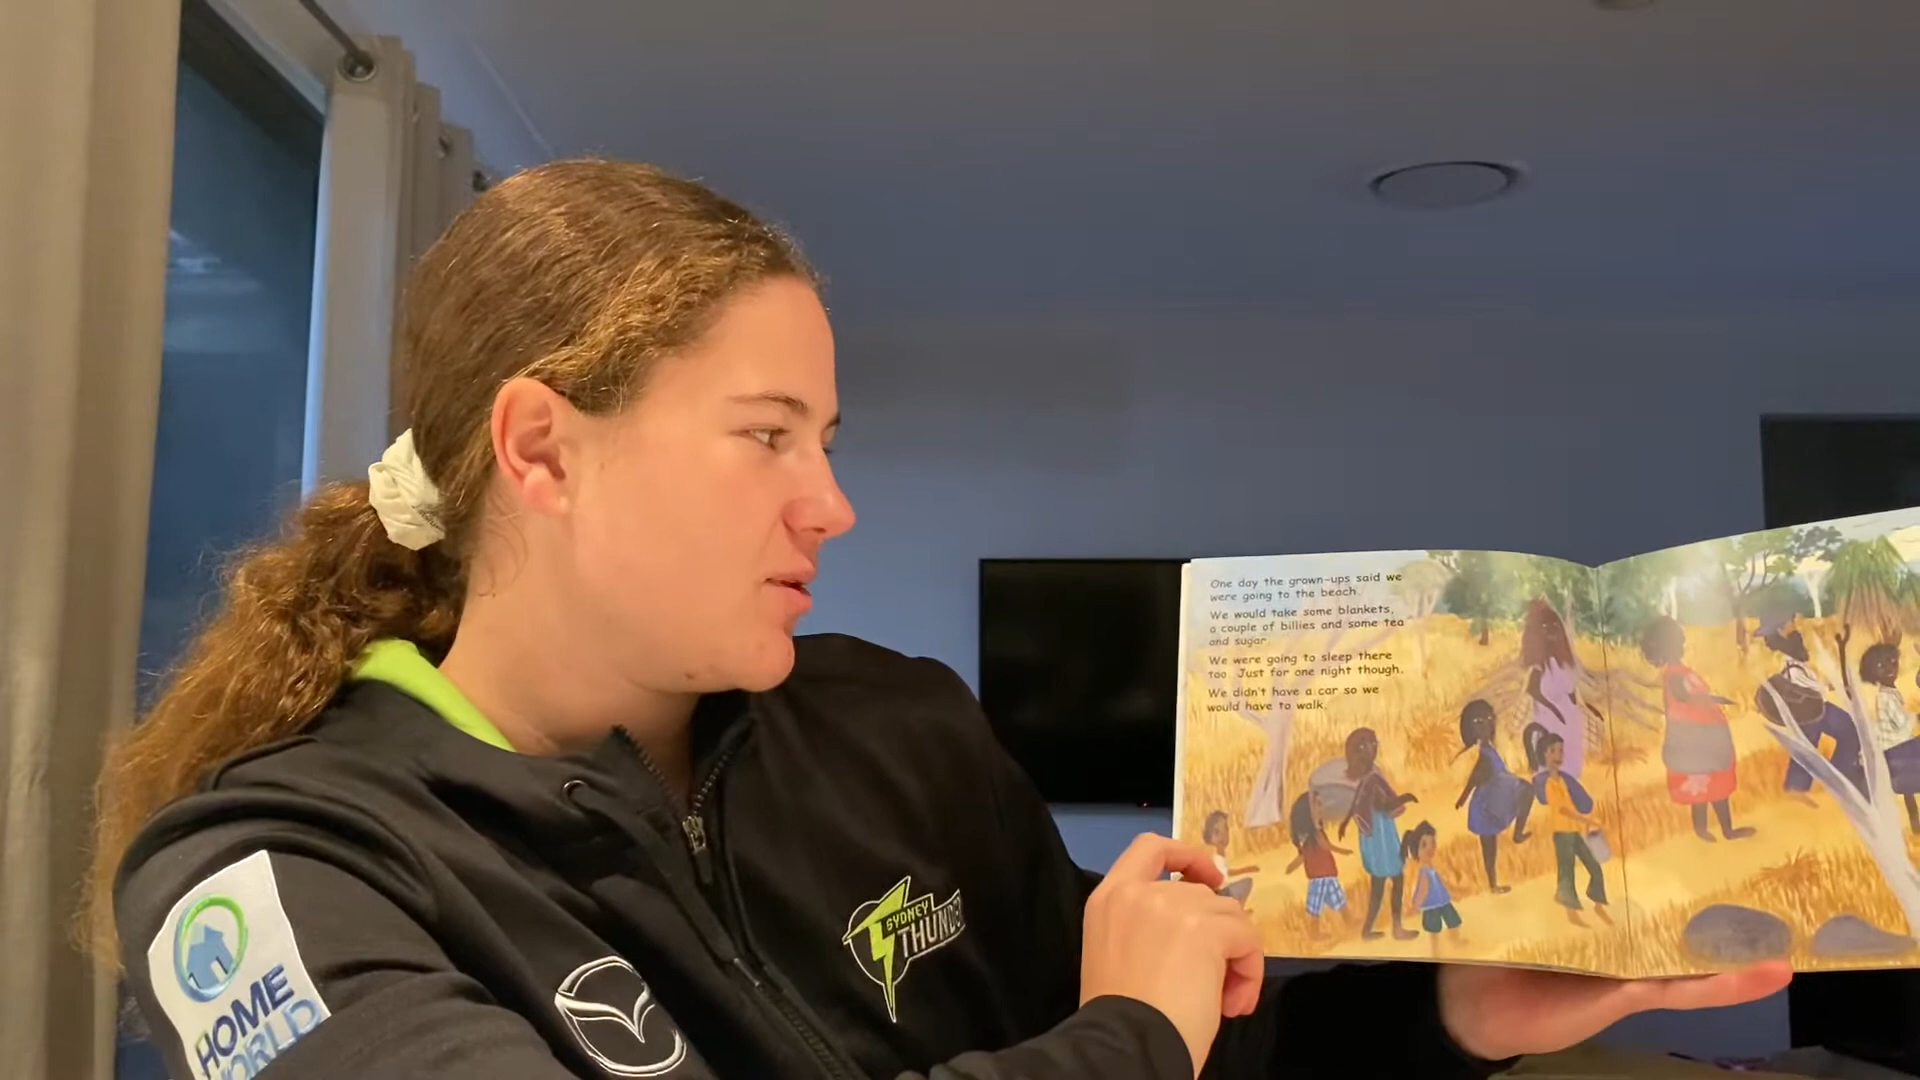 One day the grown-ups said we
were going to the beach.
We would take some blankets,
a couple of billies and some tea
and sugar.
We were going to sleep there
too. Just for one night though.
We didn't have a car so we
would have to walk.
SYDNEY
THUNDER
HOME
WORLD